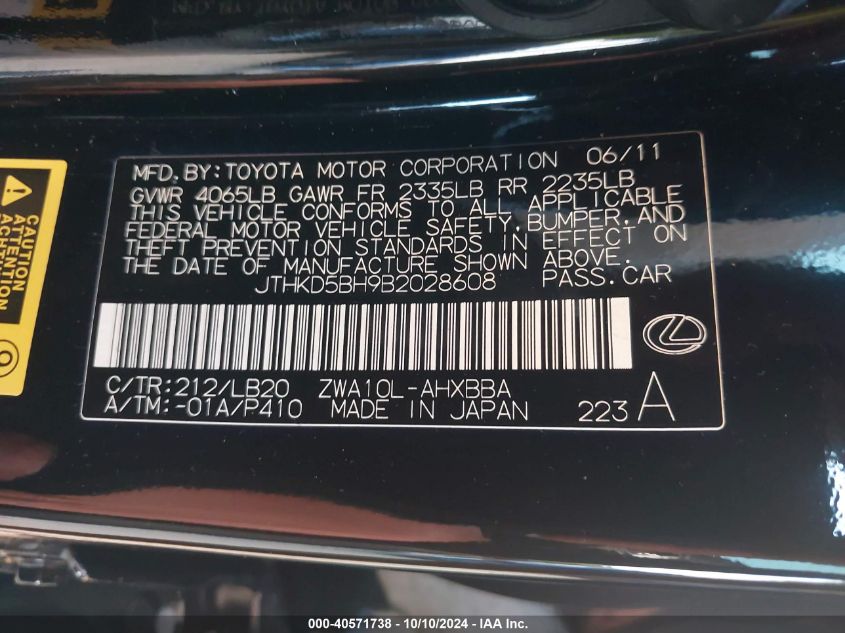 MFD. BY: TOYOTA MOTOR CORPORATION 06/11
GVWR 4065LB GAWR FR 2335LB RR 2235LB
THIS VEHICLE CONFORMS TO ALL APPLICABLE
FEDERAL MOTOR VEHICLE SAFETY, BUMPER, AND
THEFT PREVENTION STANDARDS IN EFFECT ON
THE DATE OF MANUFACTURE SHOWN ABOVE.
JTHKD5BH9B2028608 PASS. CAR
C/TR: 212/LB20 ZWA10L-AHXBBA
A/TM: -01A/P410 MADE IN JAPAN 223 A
CAUTION
ATTENTION
000-40571738 - 10/10/2024 - IAA Inc.